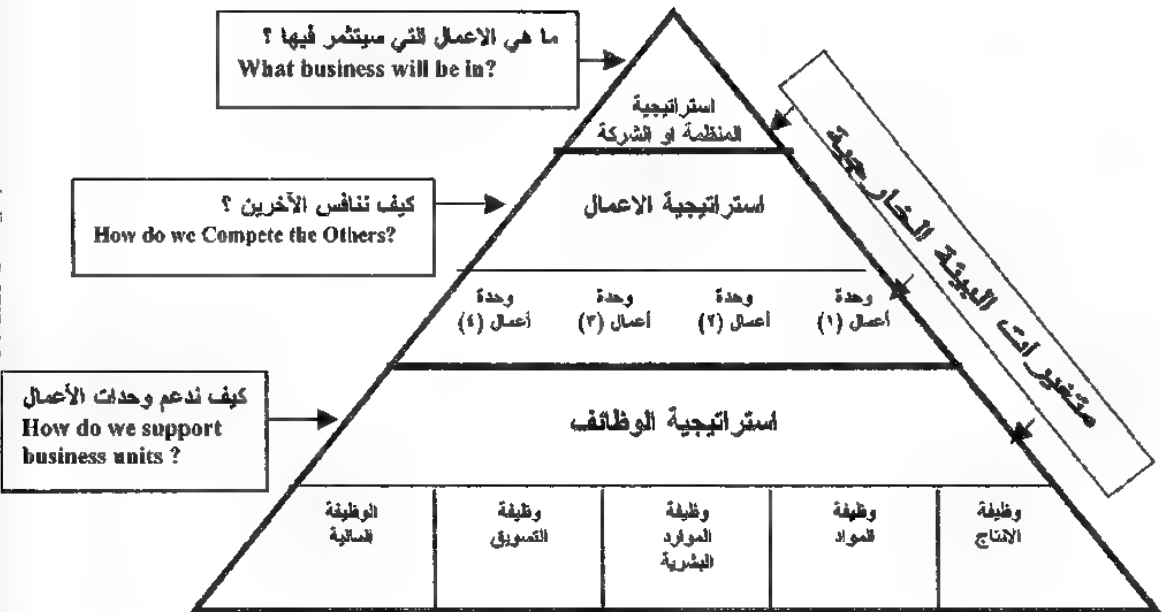 ما هي الاعمال التي سيتثمر فيها ؟
What business will be in?
استراتيجية
المنظمة او الشركة
متغيرات البيئة الخارجية
كيف تنافس الآخرين ؟
How do we Compete the Others?
استراتيجية الاعمال
وحدة
أعمال (١)
وحدة
أعمال (٢)
وحدة
أعمال (٣)
وحدة
أعمال (٤)
كيف ندعم وحدات الأعمال
How do we support
business units ?
استراتيجية الوظائف
وظيفة
الانتاج
وظيفة
المواد
وظيفة
الموارد
البشرية
وظيفة
التسويق
الوظيفة
المالية